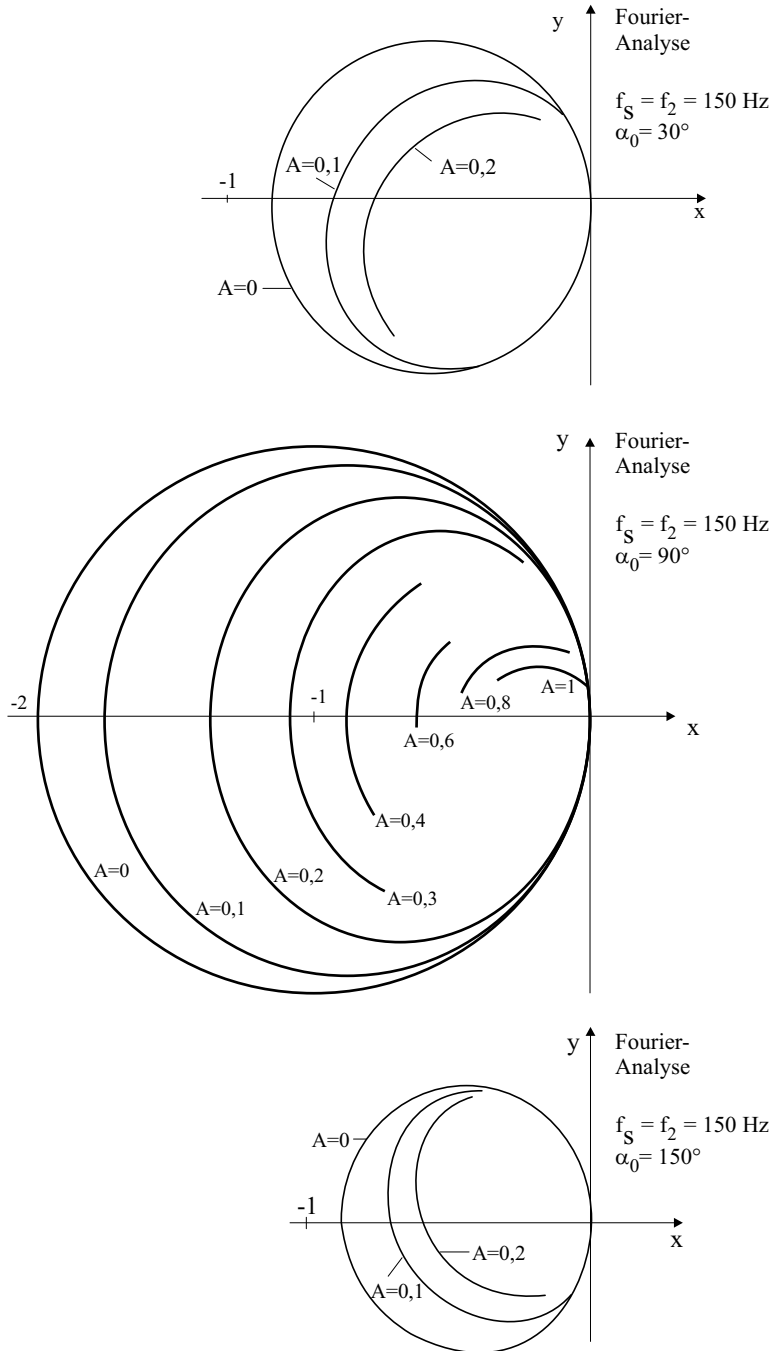 y
Fourier-
Analyse
f_S = f_2 = 150 Hz
α_0= 30°
A=0,1
A=0,2
-1
x
A=0
y
Fourier-
Analyse
f_S = f_2 = 150 Hz
α_0= 90°
-2
-1
A=0,8
A=1
x
A=0,6
A=0,4
A=0
A=0,2
A=0,3
A=0,1
y
Fourier-
Analyse
f_S = f_2 = 150 Hz
α_0= 150°
A=0
-1
x
A=0,2
A=0,1